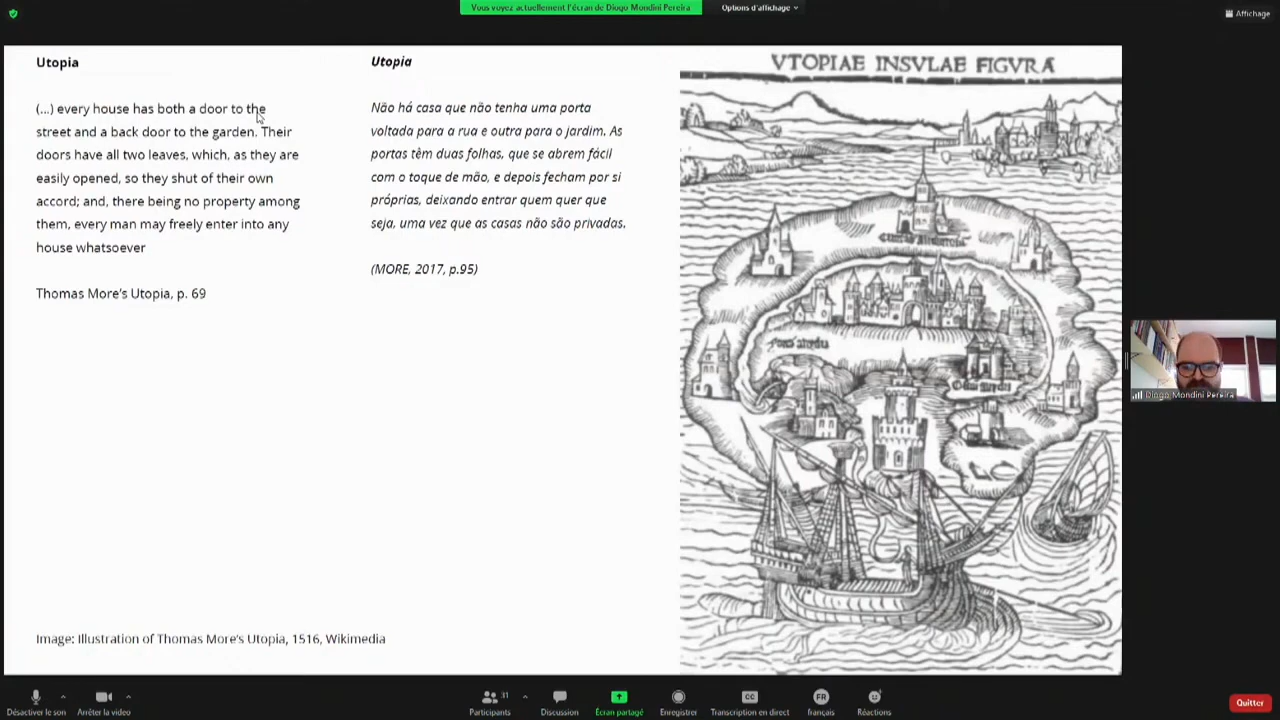 Vous voyez actuellement l'écran de Diogo Mondini Pereira
Options d'affichage
Affichage
Utopia
(...) every house has both a door to the
street and a back door to the garden. Their
doors have all two leaves, which, as they are
easily opened, so they shut of their own
accord; and, there being no property among
them, every man may freely enter into any
house whatsoever
Thomas More's Utopia, p. 69
Utopia
Não há casa que não tenha uma porta
voltada para a rua e outra para o jardim. As
portas têm duas folhas, que se abrem fácil
com o toque de mão, e depois fecham por si
próprias, deixando entrar quem quer que
seja, uma vez que as casas não são privadas.
(MORE, 2017, p.95)
VTOPIAE INSVLAE FIGVRA
Image: Illustration of Thomas More's Utopia, 1516, Wikimedia
Diogo Mondini Pereira
Désactiver le son
Arrêter la vidéo
Participants
Discussion
Écran partagé
Enregistrer
CC
Transcription en direct
FR
français
Réactions
Quitter